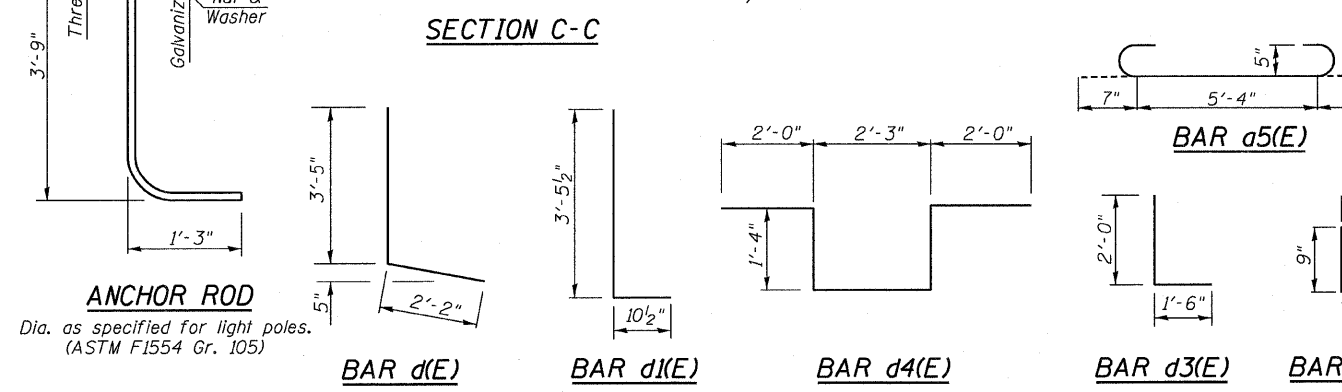 Thre
Galvaniz
Nut &
Washer
3'-9"
1'-3"
ANCHOR ROD
Dia. as specified for light poles.
(ASTM F1554 Gr. 105)
SECTION C-C
3'-5"
5"
2'-2"
BAR d(E)
3'-5½"
10½"
BAR d1(E)
2'-0" 2'-3" 2'-0"
1'-4"
BAR d4(E)
5"
7" 5'-4"
BAR a5(E)
2'-0"
1'-6"
BAR d3(E)
9"
BAR